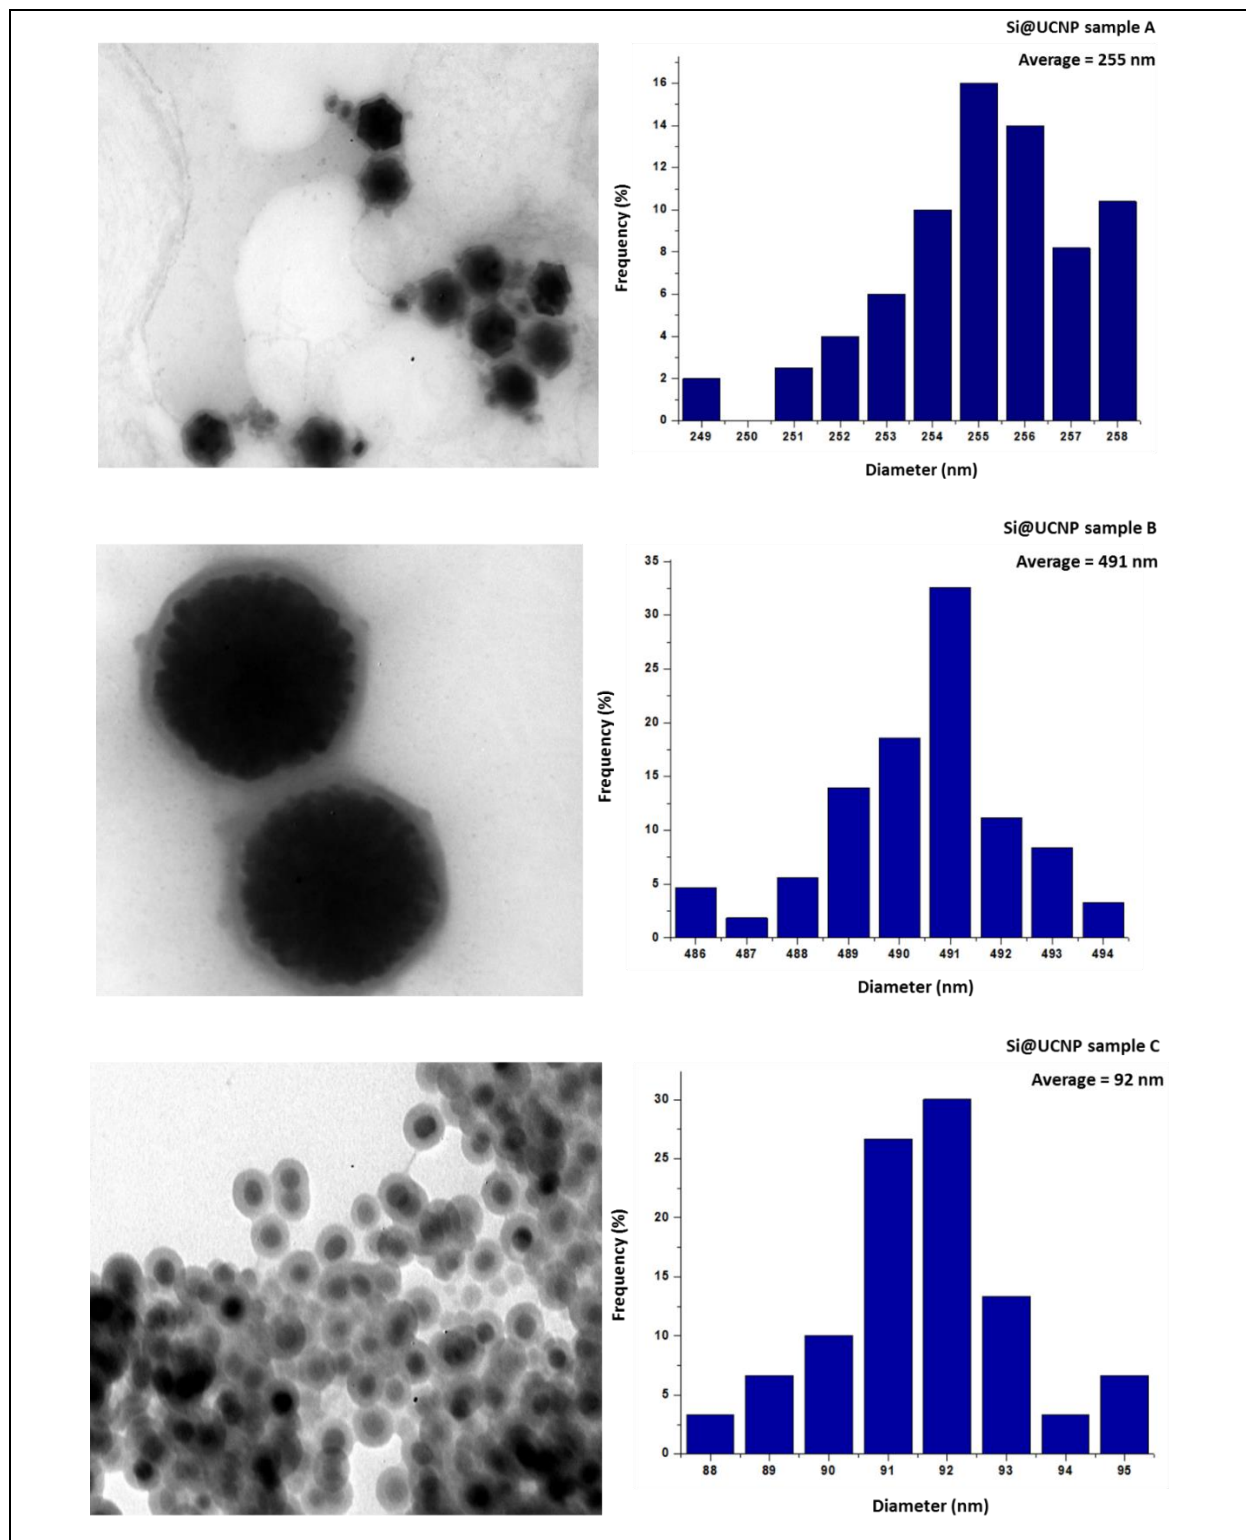 Si@UCNP sample A
Average = 255 nm
Frequency (%)
16
14
12
10
8
6
4
2
0
249 250 251 252 253 254 255 256 257 258
Diameter (nm)
Si@UCNP sample B
Average = 491 nm
Frequency (%)
35
30
25
20
15
10
5
0
486 487 488 489 490 491 492 493 494
Diameter (nm)
Si@UCNP sample C
Average = 92 nm
Frequency (%)
30
25
20
15
10
5
0
88 89 90 91 92 93 94 95
Diameter (nm)